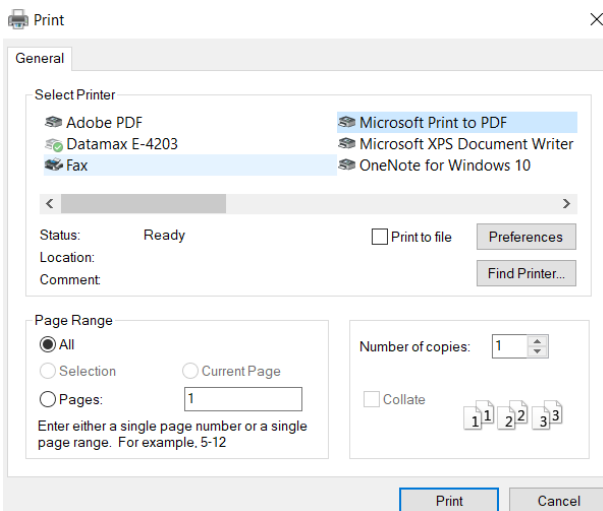 Print
General
Select Printer
Adobe PDF
Microsoft Print to PDF
Datamax E-4203
Microsoft XPS Document Writer
Fax
OneNote for Windows 10
Status: Ready
Print to file
Preferences
Location:
Comment:
Find Printer...
Page Range
All
Number of copies: 1
Selection
Current Page
Pages: 1
Collate
1 1 2 2 3 3
Enter either a single page number or a single
page range. For example, 5-12
Print
Cancel